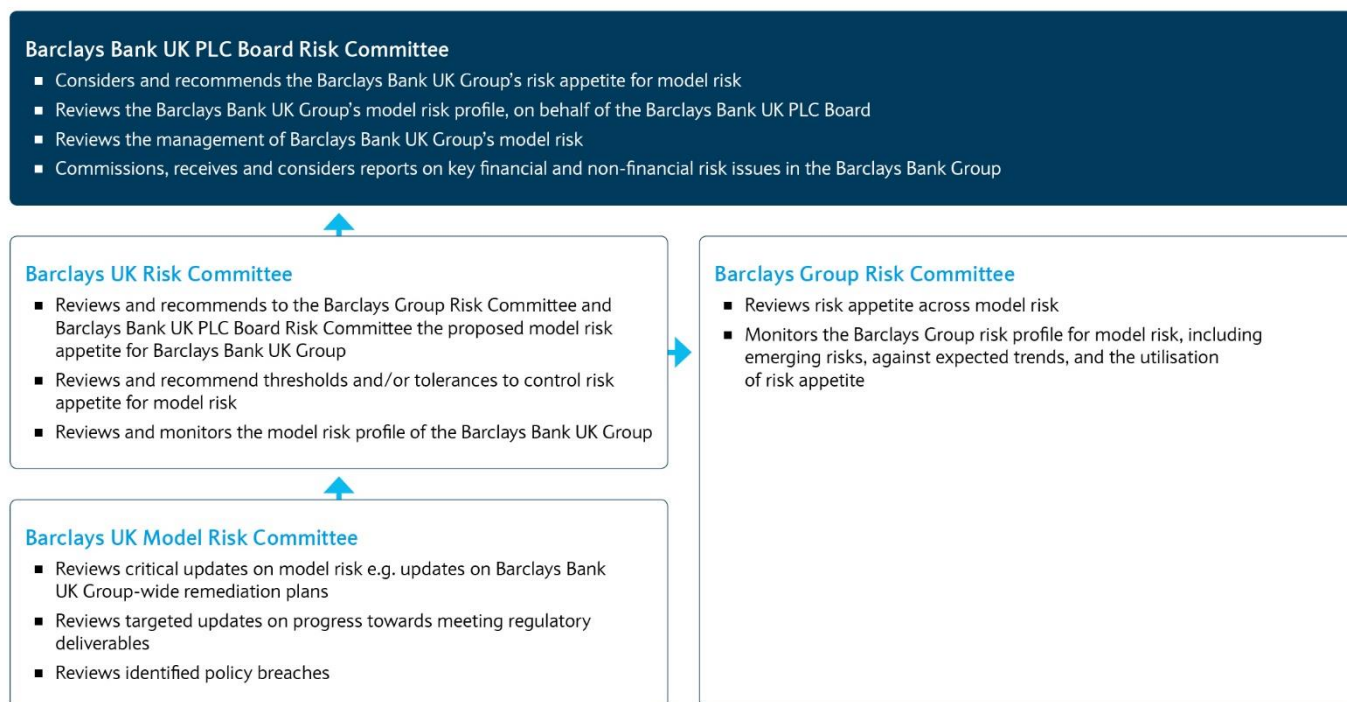 Barclays Bank UK PLC Board Risk Committee
■ Considers and recommends the Barclays Bank UK Group's risk appetite for model risk
■ Reviews the Barclays Bank UK Group's model risk profile, on behalf of the Barclays Bank UK PLC Board
■ Reviews the management of Barclays Bank UK Group's model risk
■ Commissions, receives and considers reports on key financial and non-financial risk issues in the Barclays Bank Group
Barclays UK Risk Committee
■ Reviews and recommends to the Barclays Group Risk Committee and
Barclays Bank UK PLC Board Risk Committee the proposed model risk
appetite for Barclays Bank UK Group
■ Reviews and recommend thresholds and/or tolerances to control risk
appetite for model risk
■ Reviews and monitors the model risk profile of the Barclays Bank UK Group
Barclays Group Risk Committee
■ Reviews risk appetite across model risk
■ Monitors the Barclays Group risk profile for model risk, including
emerging risks, against expected trends, and the utilisation
of risk appetite
Barclays UK Model Risk Committee
■ Reviews critical updates on model risk e.g. updates on Barclays Bank
UK Group-wide remediation plans
■ Reviews targeted updates on progress towards meeting regulatory
deliverables
■ Reviews identified policy breaches